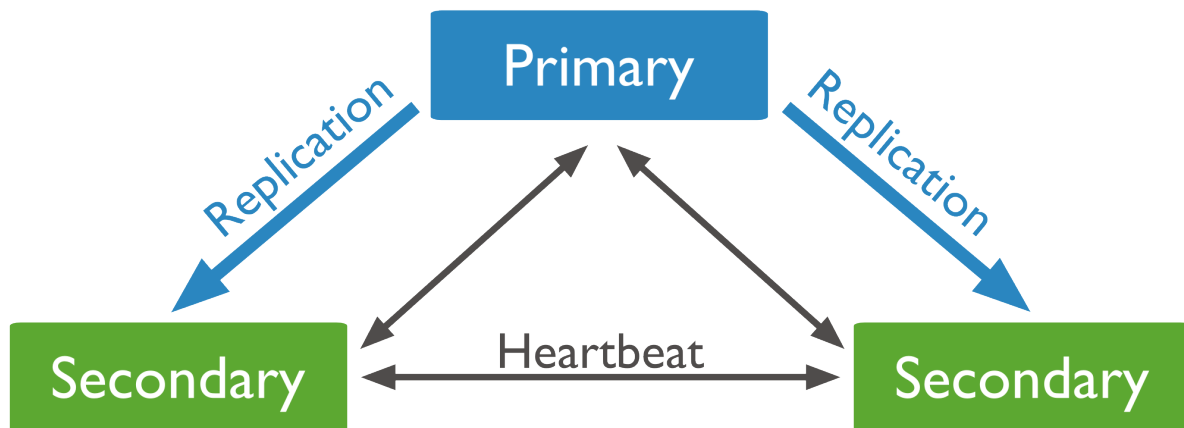 Primary
Replication
Replication
Heartbeat
Secondary
Secondary